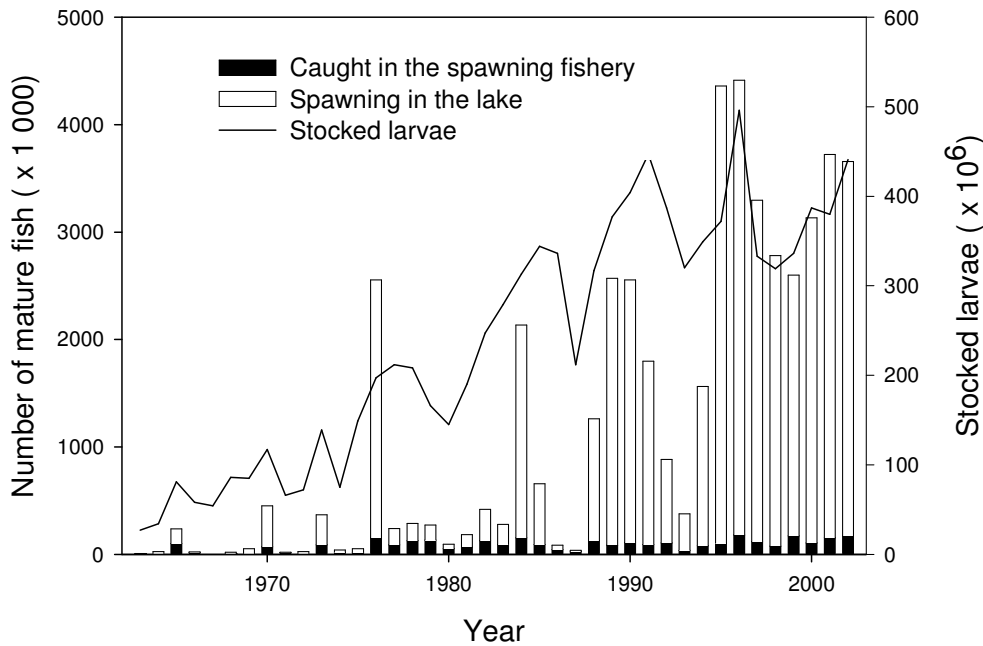 5000
4000
3000
2000
1000
0
Number of mature fish ( x 1 000)
Caught in the spawning fishery
Spawning in the lake
Stocked larvae
600
500
400
300
200
100
0
Stocked larvae ( x 10⁶)
1970
1980
1990
2000
Year